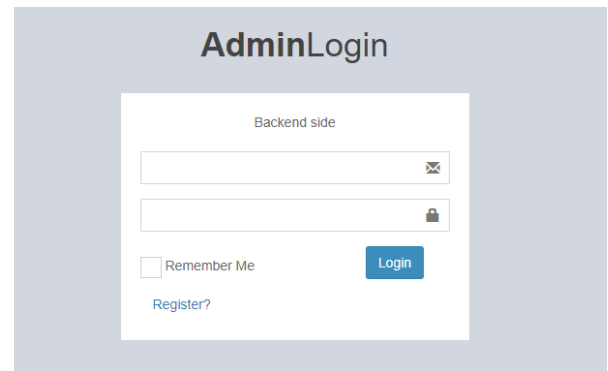 AdminLogin
Backend side
Remember Me
Login
Register?